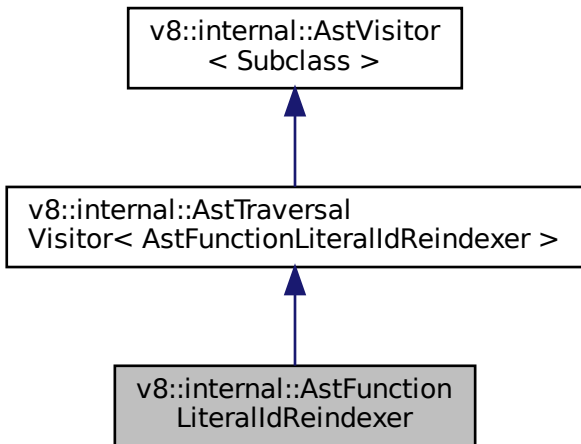 v8::internal::AstVisitor
< Subclass >
v8::internal::AstTraversal
Visitor< AstFunctionLiteralIdReindexer >
v8::internal::AstFunction
LiteralIdReindexer